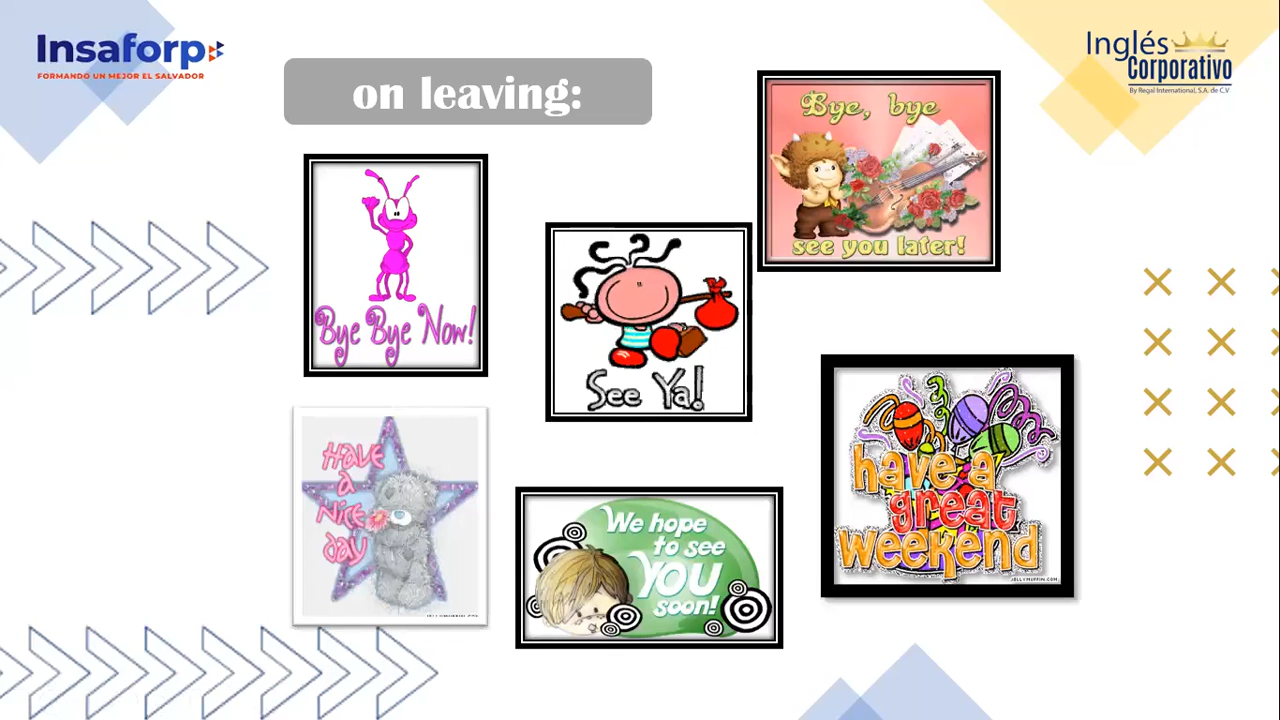 Insaforp
FORMANDO UN MEJOR EL SALVADOR
Inglés
Corporativo
By Regal International, S.A. de C.V
on leaving:
Bye, bye
see you later!
Bye Bye Now!
See Ya!
Have
a
Nice
day
We hope
to see
YOU
soon!
have a
great
weekend
JELLYMUFFIN.COM